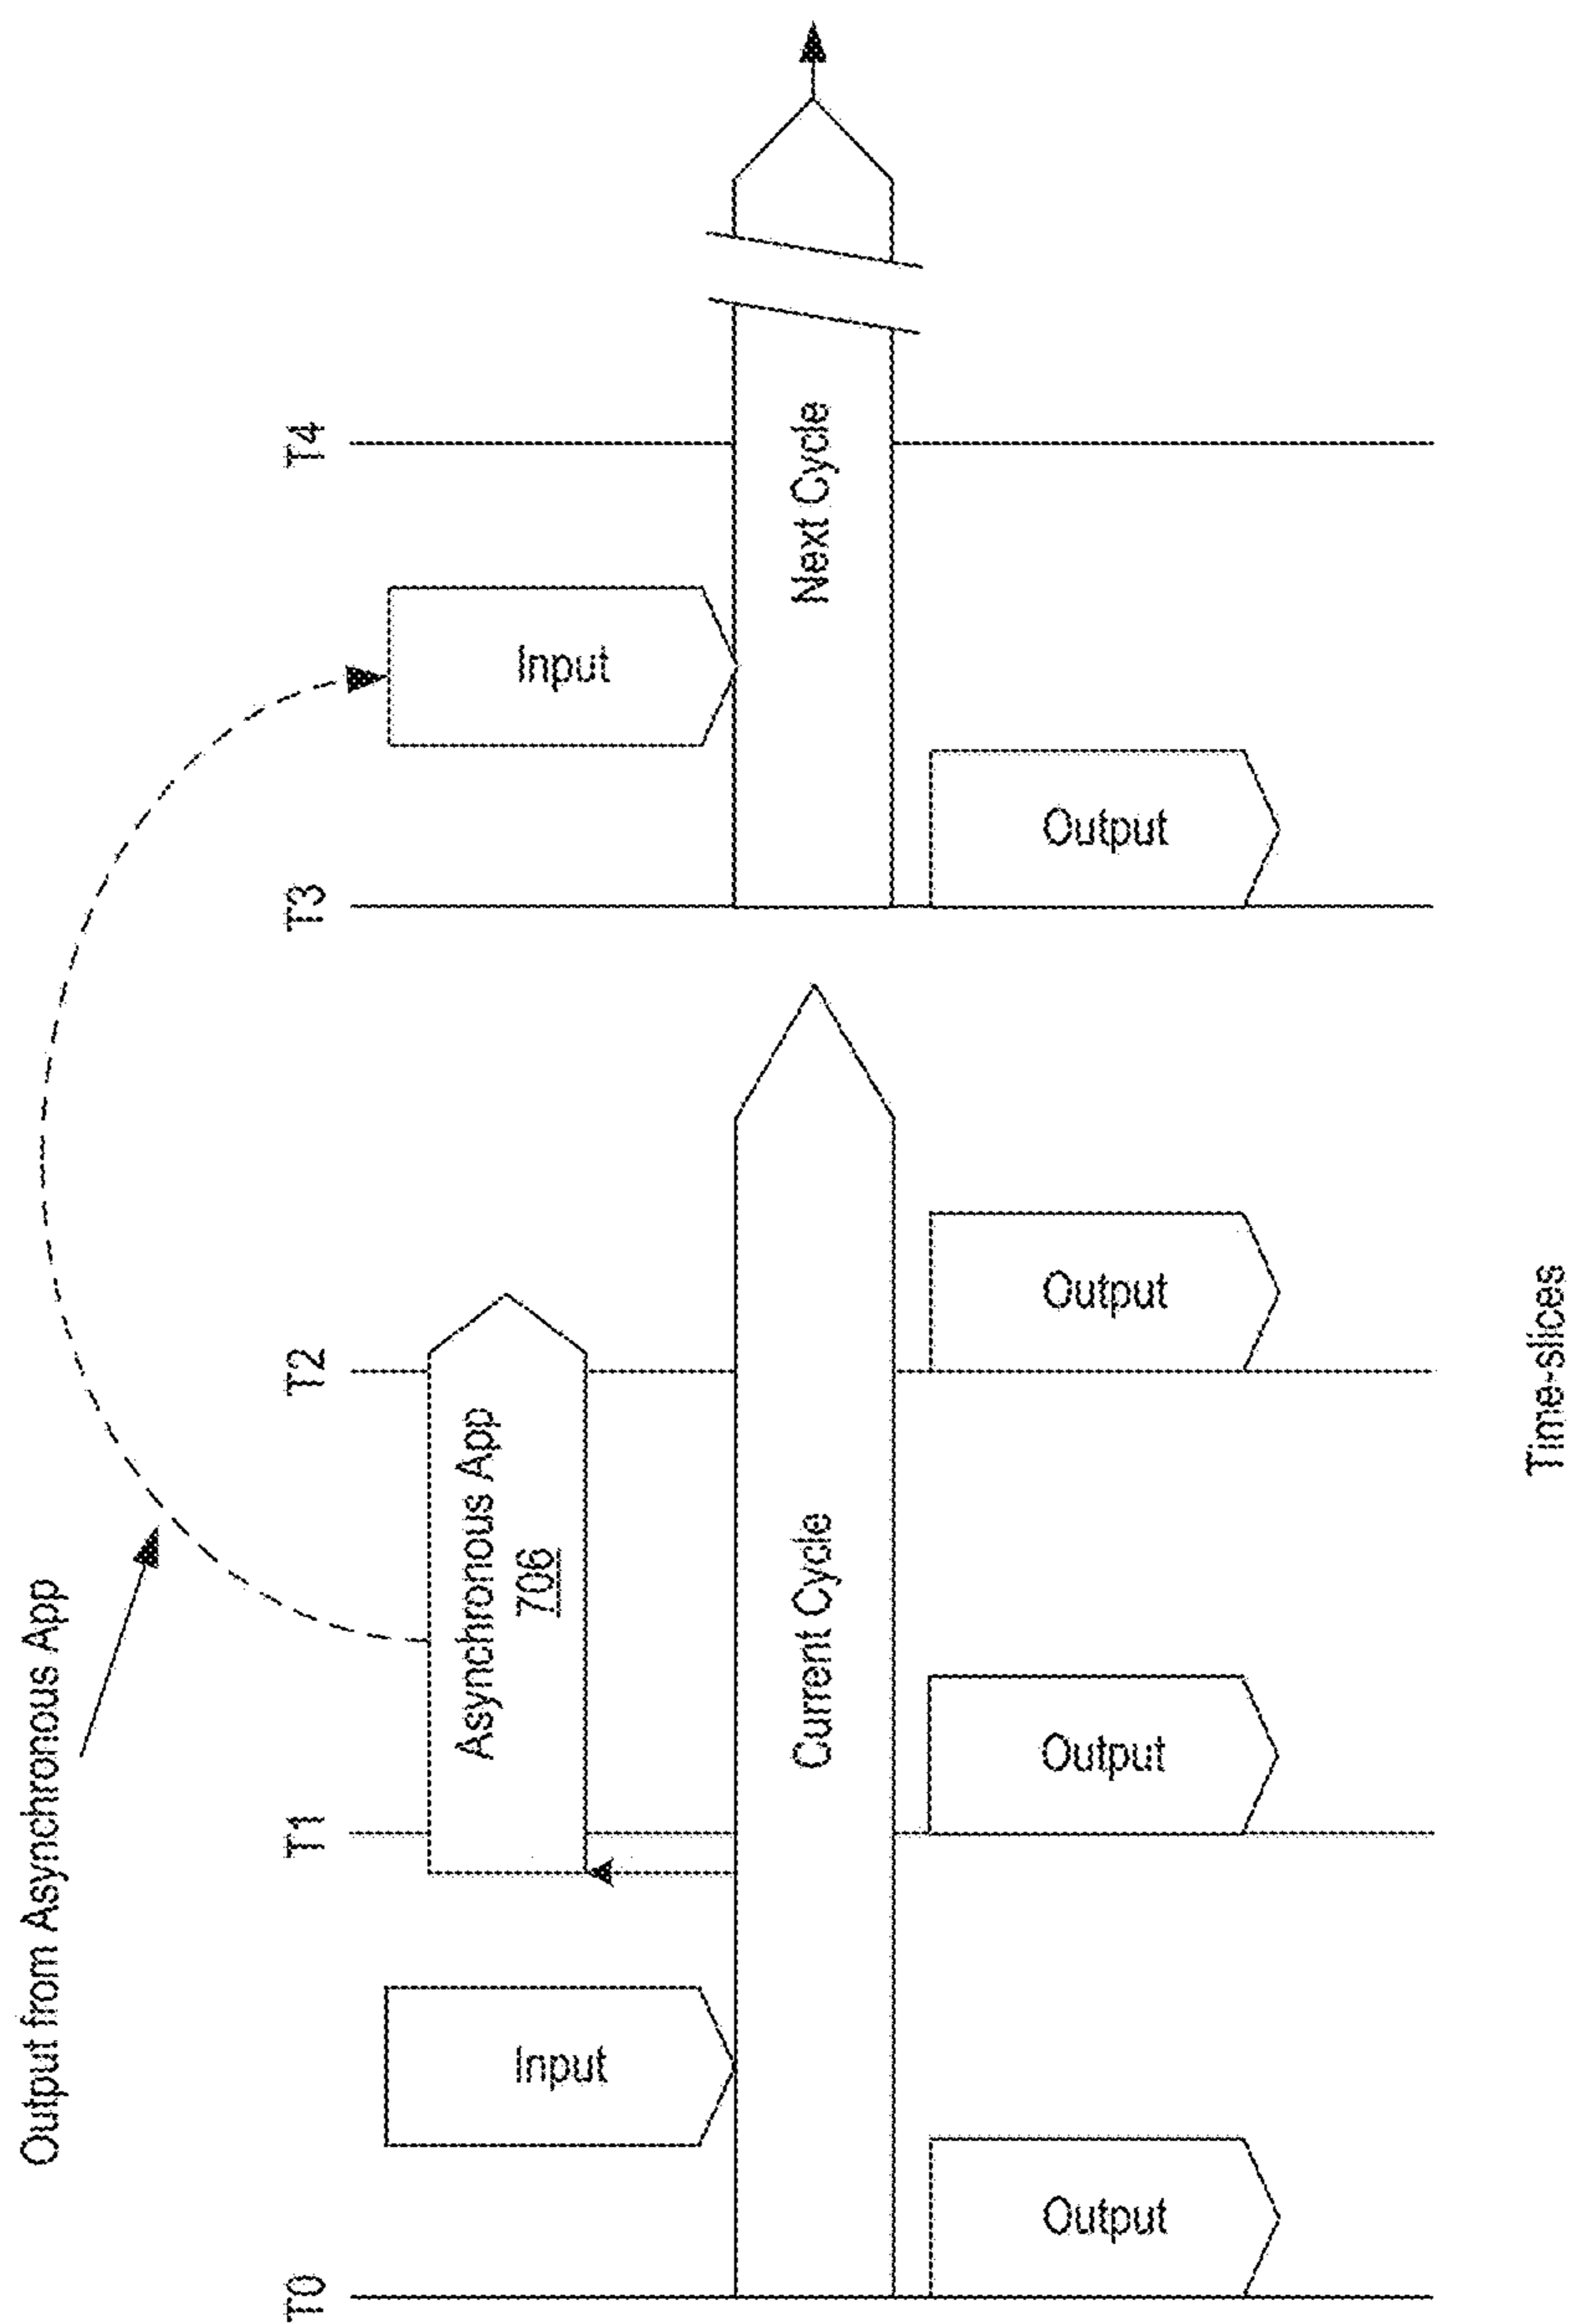 Output from Asynchronous App
T0
T1
T2
T3
T4
Asynchronous App
706
Input
Input
Current Cycle
Next Cycle
Output
Output
Output
Output
Time-slices